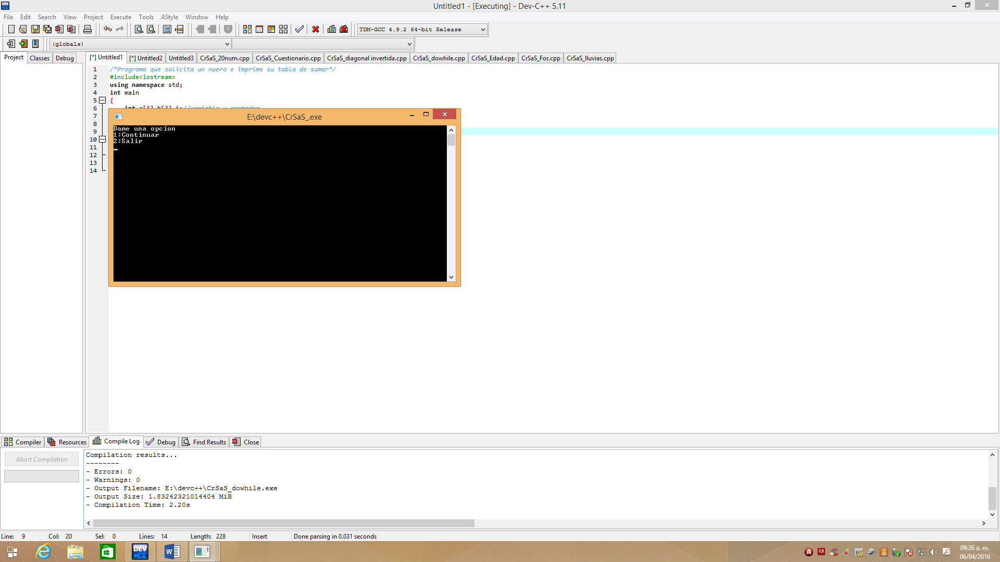 Untitled1 - [Executing] - Dev-C++ 5.11
File Edit Search View Project Execute Tools AStyle Window Help
TDM-GCC 4.9.2 64-bit Release
(globals)
Project Classes Debug
[*] Untitled1 [*] Untitled2 Untitled3 CrSaS_20num.cpp CrSaS_Cuestionario.cpp CrSaS_diagonal invertida.cpp CrSaS_dowhile.cpp CrSaS_Edad.cpp CrSaS_For.cpp CrSaS_lluvias.cpp
1 /*Programa que solicita un nuero e imprime su tabla de sumar*/
2 #include<iostream>
3 using namespace std;
4 int main
5 {
6 int a[3],b[3],i;//variable y contador
7
8
9
10
11
12
13
14
E:\devc++\CrSaS_.exe
Dame una opcion
1:Continuar
2:Salir
Compiler Resources Compile Log Debug Find Results Close
Abort Compilation
Compilation results...
--------
- Errors: 0
- Warnings: 0
- Output Filename: E:\devc++\CrSaS_dowhile.exe
- Output Size: 1.83242321014404 MiB
- Compilation Time: 2.20s
Line: 9 Col: 20 Sel: 0 Lines: 14 Length: 228 Insert Done parsing in 0.031 seconds
DEV C++
09:26 a. m.
06/04/2016